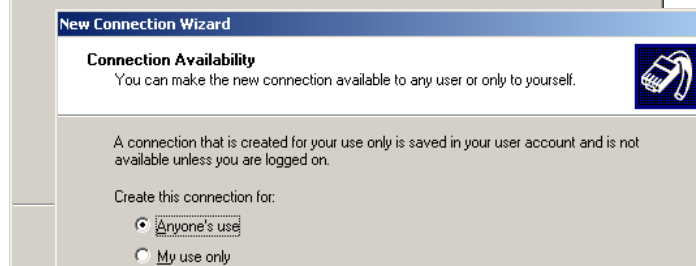 New Connection Wizard
Connection Availability
You can make the new connection available to any user or only to yourself.
A connection that is created for your use only is saved in your user account and is not
available unless you are logged on.
Create this connection for:
Anyone's use
My use only